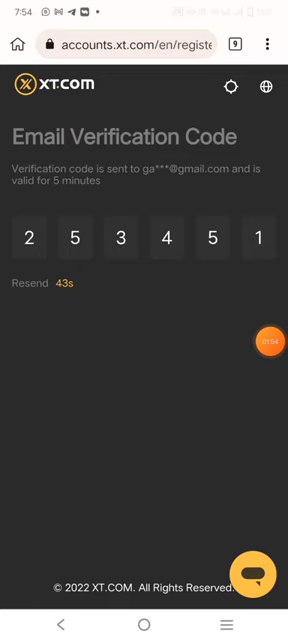 7:54
accounts.xt.com/en/registe
9
XT.COM
Email Verification Code
Verification code is sent to ga***@gmail.com and is
valid for 5 minutes
2 5 3 4 5 1
Resend 43s
01:54
© 2022 XT.COM. All Rights Reserved.